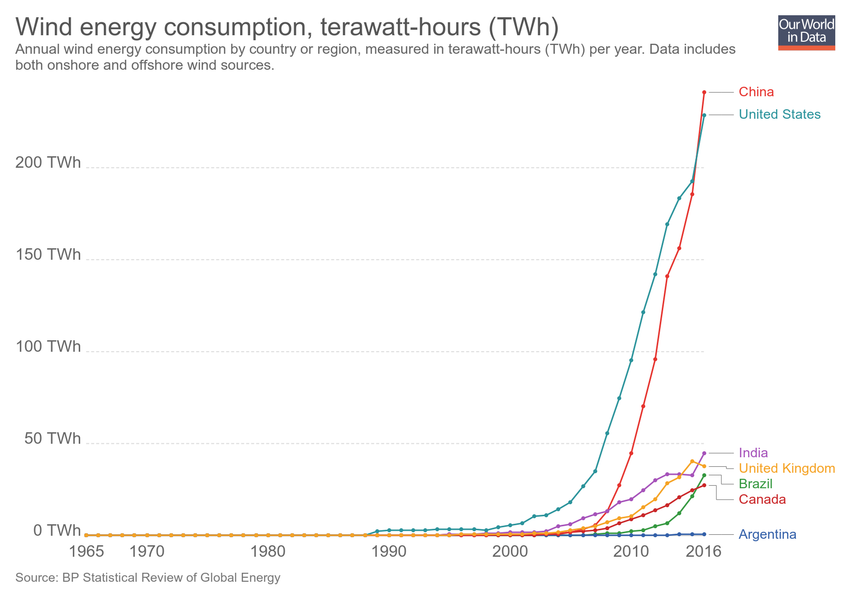 Wind energy consumption, terawatt-hours (TWh)
Annual wind energy consumption by country or region, measured in terawatt-hours (TWh) per year. Data includes
both onshore and offshore wind sources.
Our World
in Data
China
United States
200 TWh
150 TWh
100 TWh
50 TWh
India
United Kingdom
Brazil
Canada
0 TWh
Argentina
1965 1970 1980 1990 2000 2010 2016
Source: BP Statistical Review of Global Energy